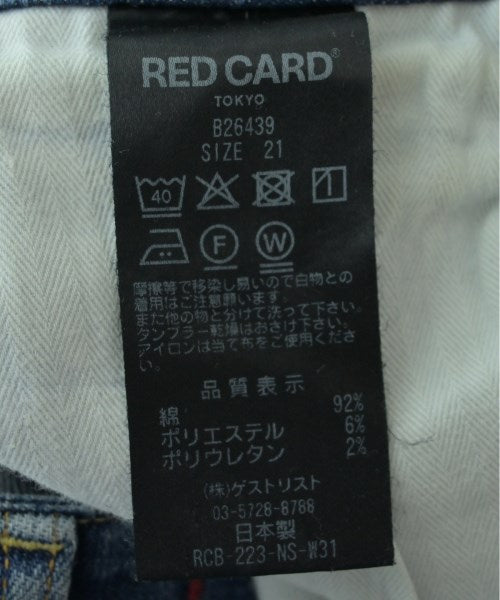 RED CARD®
TOKYO
B26439
SIZE 21
40
F W
摩擦等で移染し易いので白物との
着用はご注意願います。
また他の物と分けて洗って下さい。
タンブラー乾燥はおさけ下さい。
アイロンは当て布をご使用ください
品質表示
綿 92%
ポリエステル 6%
ポリウレタン 2%
(株)ゲストリスト
03-5728-8788
日本製
RCB-223-NS-W31